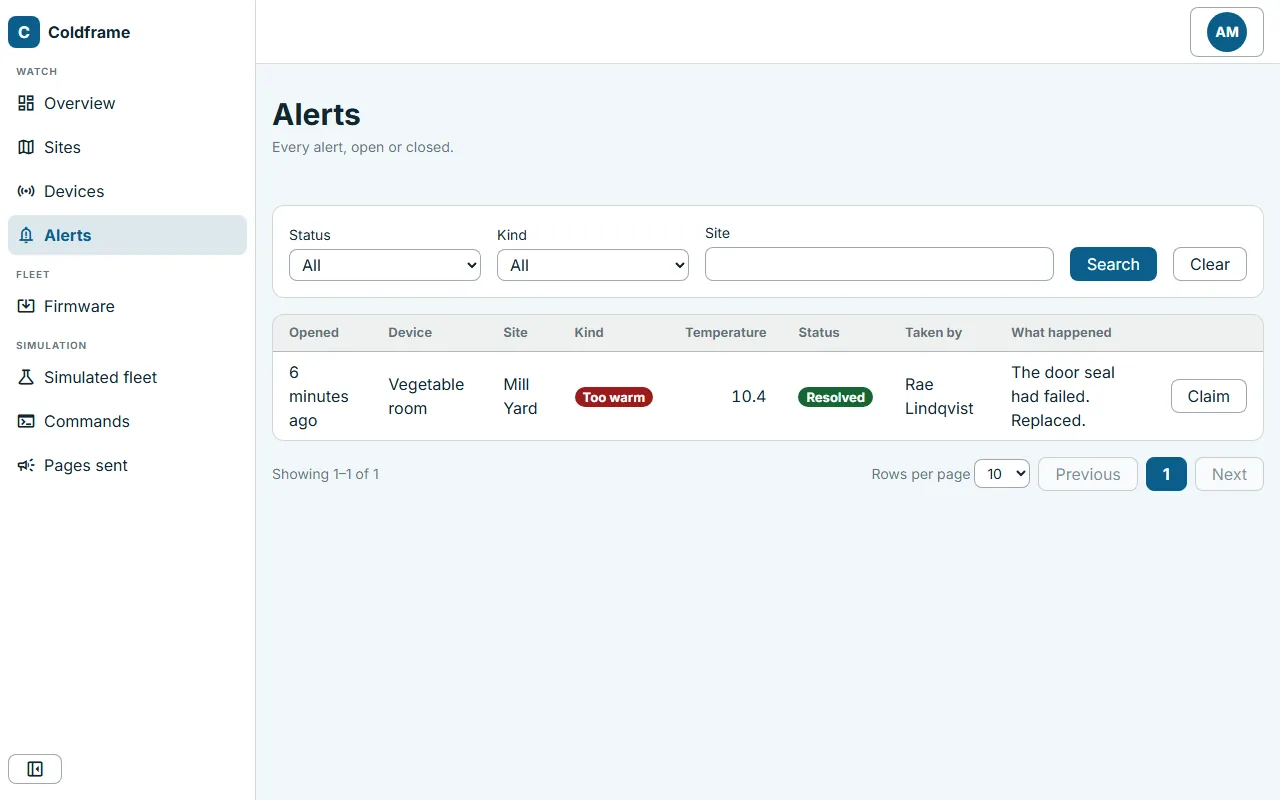 C Coldframe
AM
WATCH
Overview
Sites
Devices
Alerts
FLEET
Firmware
SIMULATION
Simulated fleet
Commands
Pages sent
Alerts
Every alert, open or closed.
Status
All
Kind
All
Site
Search
Clear
Opened Device Site Kind Temperature Status Taken by What happened
6
minutes
ago
Vegetable
room
Mill
Yard
Too warm
10.4
Resolved
Rae
Lindqvist
The door seal
had failed.
Replaced.
Claim
Showing 1–1 of 1
Rows per page 10 Previous 1 Next